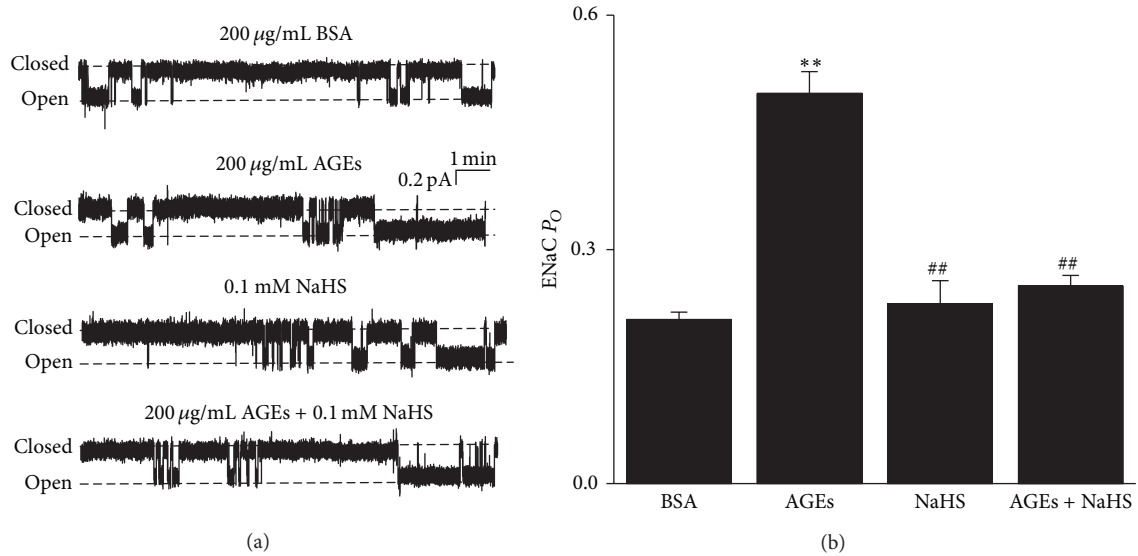 200 μg/mL BSA
Closed
Open
200 μg/mL AGEs
1 min
0.2 pA
Closed
Open
0.1 mM NaHS
Closed
Open
200 μg/mL AGEs + 0.1 mM NaHS
Closed
Open
(a)
0.6
**
ENaC PO
0.3
##
##
0.0
BSA AGEs NaHS AGEs + NaHS
(b)